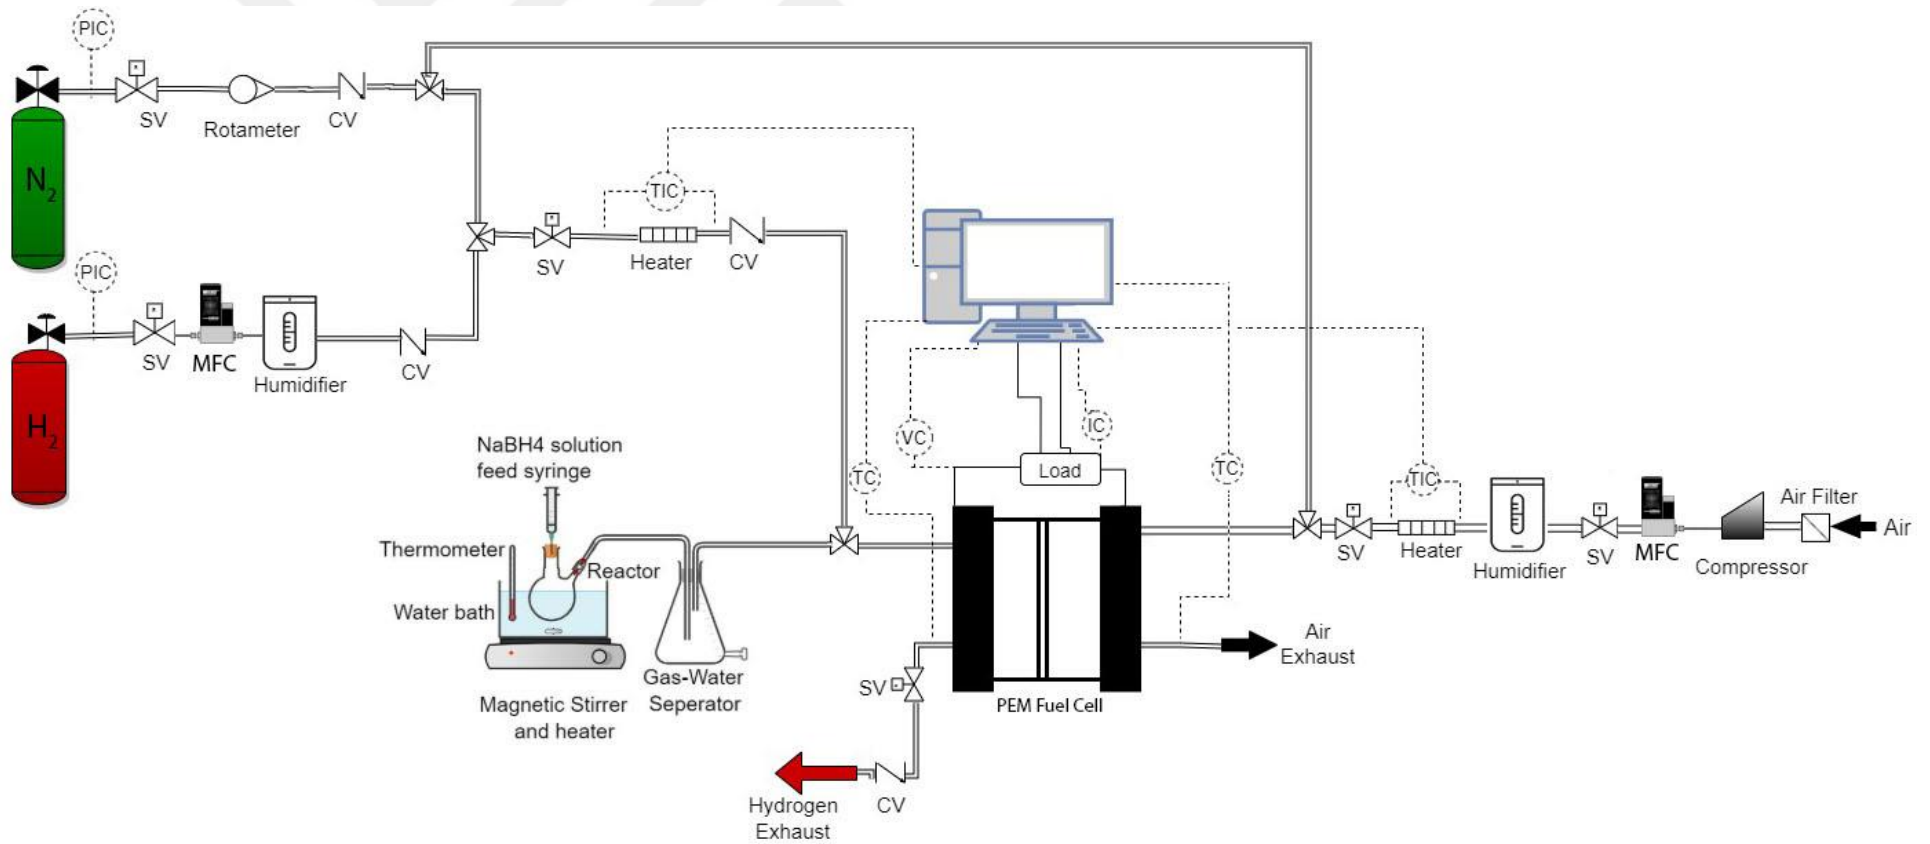 PIC
SV
Rotameter
CV
N2
TIC
SV
Heater
CV
PIC
H2
SV
MFC
Humidifier
CV
NaBH4 solution
feed syringe
Thermometer
Water bath
Reactor
Magnetic Stirrer
and heater
Gas-Water
Seperator
TC
VC
IC
Load
TC
PEM Fuel Cell
SV
CV
Hydrogen
Exhaust
Air
Exhaust
TIC
SV
Heater
Humidifier
SV
MFC
Compressor
Air Filter
Air